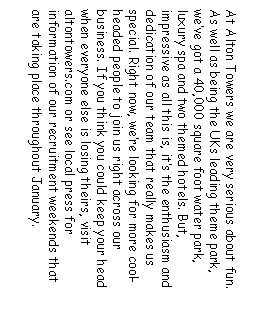 At Alton Towers we are very serious about fun.
As well as being the UKs leading theme park,
we've got a 40,000 square foot water park,
luxury spa and two themed hotels. But,
impressive as all this is, it's the enthusiasm and
dedication of our team that really makes us
special. Right now, we're looking for more cool-
headed people to join us right across our
business. If you think you could keep your head
when everyone else is losing theirs, visit
altontowers.com or see local press for
information of our recruitment weekends that
are taking place throughout January.